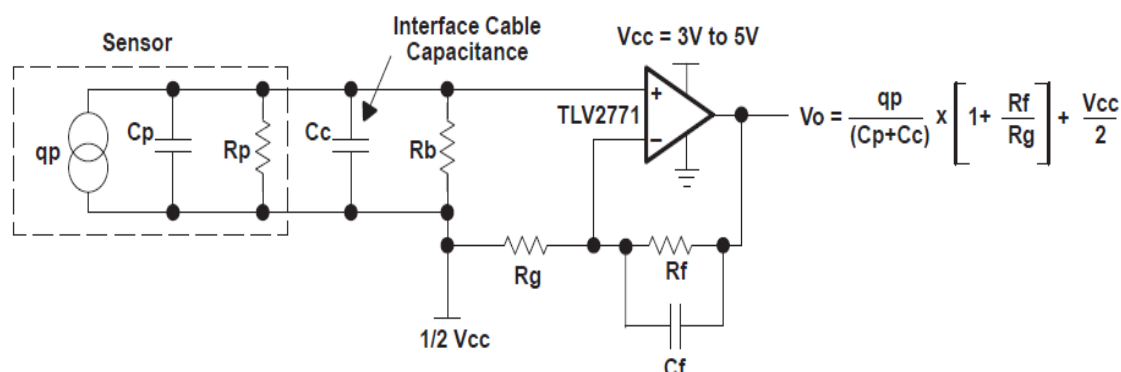 Sensor
Interface Cable
Capacitance
Vcc = 3V to 5V
qp
Cp
Rp
Cc
Rb
+
TLV2771
−
Vo = qp/(Cp+Cc) x [1+ Rf/Rg] + Vcc/2
Rg
Rf
1/2 Vcc
Cf